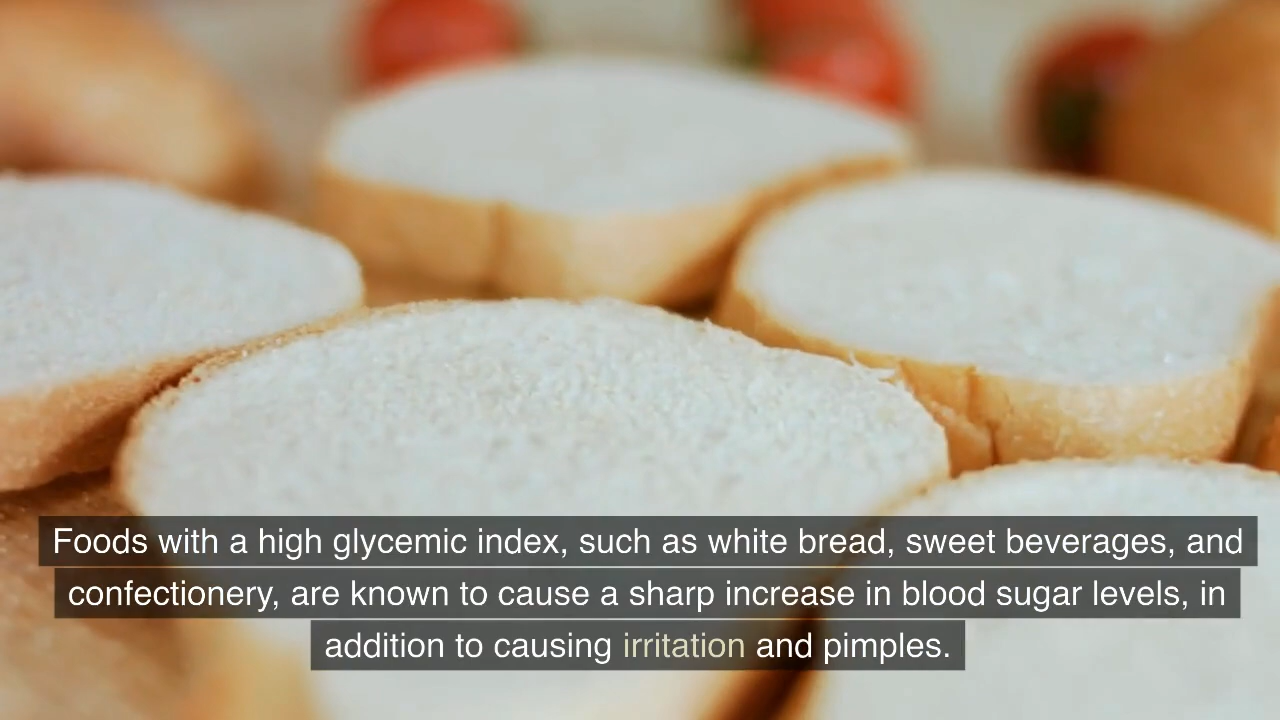 Foods with a high glycemic index, such as white bread, sweet beverages, and
confectionery, are known to cause a sharp increase in blood sugar levels, in
addition to causing irritation and pimples.